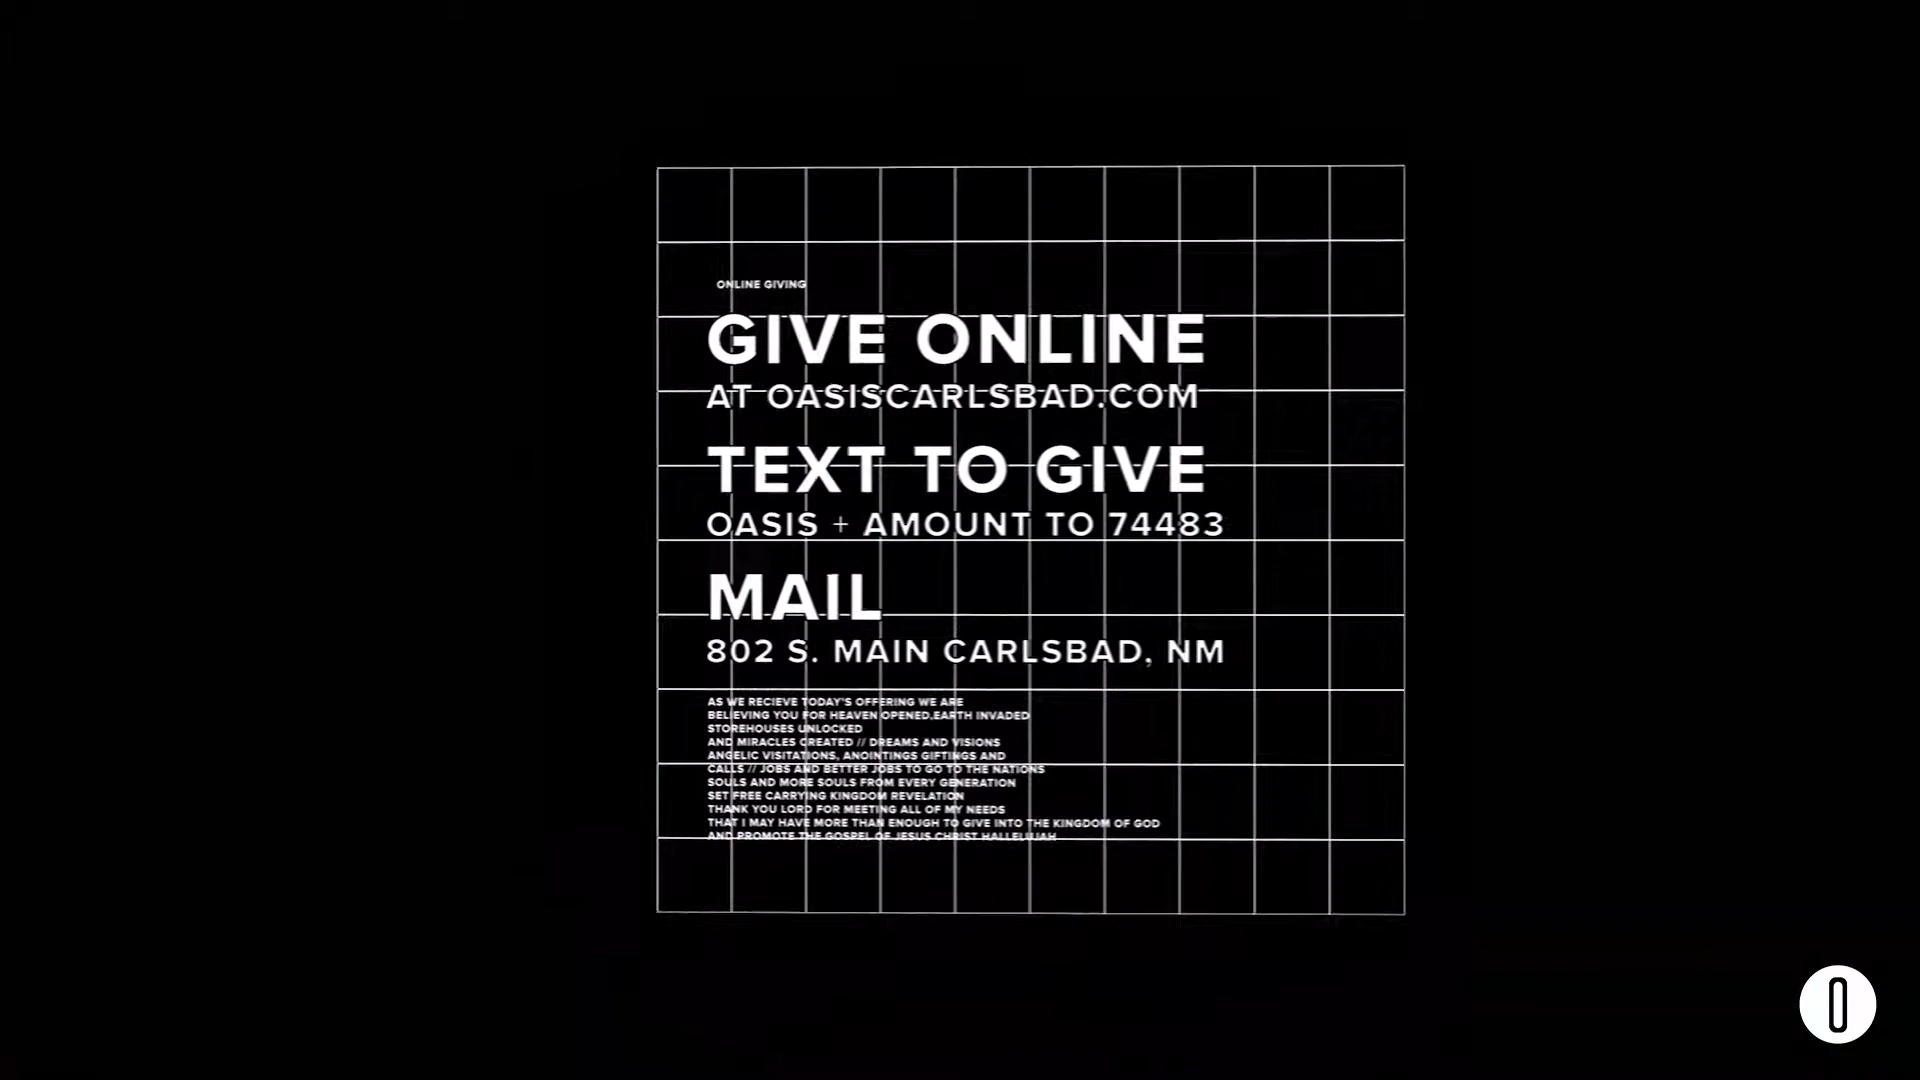 ONLINE GIVING
GIVE ONLINE
AT OASISCARLSBAD.COM
TEXT TO GIVE
OASIS + AMOUNT TO 74483
MAIL
802 S. MAIN CARLSBAD, NM
AS WE RECIEVE TODAY'S OFFERING WE ARE
BELIEVING YOU FOR HEAVEN OPENED,EARTH INVADED
STOREHOUSES UNLOCKED
AND MIRACLES CREATED // DREAMS AND VISIONS
ANGELIC VISITATIONS, ANOINTINGS GIFTINGS AND
CALLS // JOBS AND BETTER JOBS TO GO TO THE NATIONS
SOULS AND MORE SOULS FROM EVERY GENERATION
SET FREE CARRYING KINGDOM REVELATION
THANK YOU LORD FOR MEETING ALL OF MY NEEDS
THAT I MAY HAVE MORE THAN ENOUGH TO GIVE INTO THE KINGDOM OF GOD
AND PROMOTE THE GOSPEL OF JESUS CHRIST HALLELUJAH
O